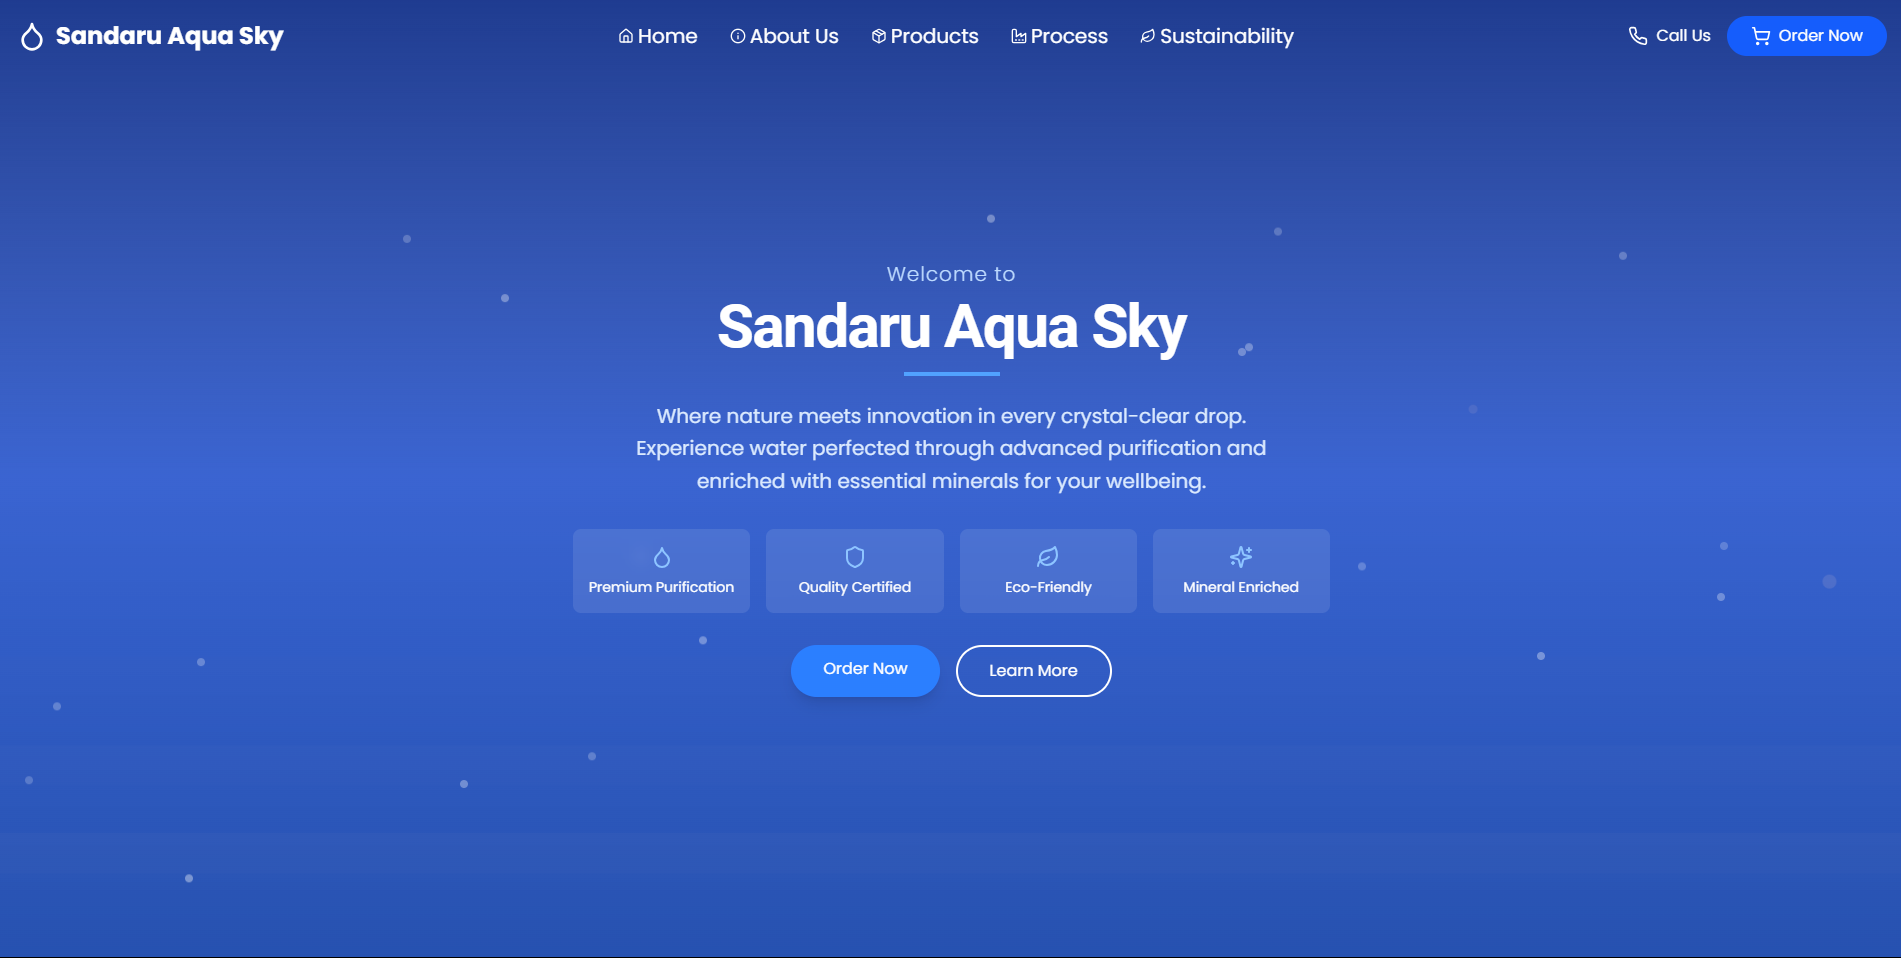 Sandaru Aqua Sky
Home
About Us
Products
Process
Sustainability
Call Us
Order Now
Welcome to
Sandaru Aqua Sky
Where nature meets innovation in every crystal-clear drop.
Experience water perfected through advanced purification and
enriched with essential minerals for your wellbeing.
Premium Purification
Quality Certified
Eco-Friendly
Mineral Enriched
Order Now
Learn More